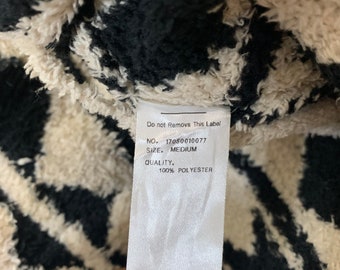 Do not Remove This Label
NO. 17080010077
SIZE. MEDIUM
QUALITY.
100% POLYESTER